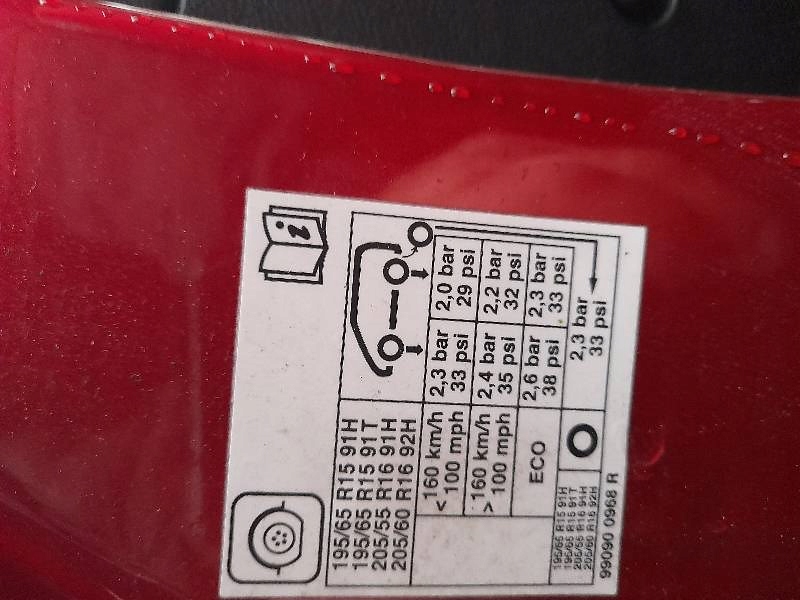 195/65 R15 91H
195/65 R15 91T
205/55 R16 91H
205/60 R16 92H
< 160 km/h
100 mph
2,3 bar
33 psi
2,0 bar
29 psi
> 160 km/h
100 mph
2,4 bar
35 psi
2,2 bar
32 psi
ECO
2,6 bar
38 psi
2,3 bar
33 psi
195/65 R15 91H
195/65 R15 91T
205/55 R16 91H
205/60 R16 92H
2,3 bar
33 psi
99090 0968 R